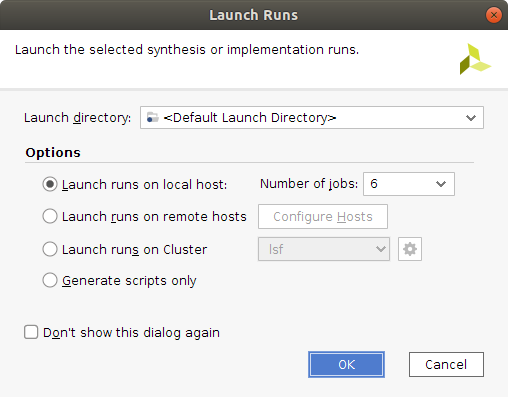 Launch Runs
Launch the selected synthesis or implementation runs.
Launch directory: <Default Launch Directory>
Options
Launch runs on local host: Number of jobs: 6
Launch runs on remote hosts Configure Hosts
Launch runs on Cluster lsf
Generate scripts only
Don't show this dialog again
OK Cancel